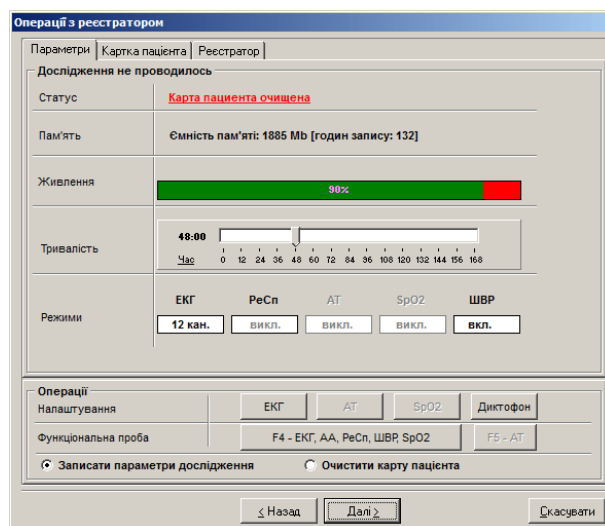 Операції з реєстратором
Параметри Картка пацієнта Реєстратор
Дослідження не проводилось
Статус Карта пациента очищена
Пам'ять Ємність пам'яті: 1885 Mb [годин запису: 132]
Живлення 90%
48:00
Тривалість
Час 0 12 24 36 48 60 72 84 96 108 120 132 144 156 168
ЕКГ РеСп АТ SpO2 ШВР
Режими 12 кан. викл. викл. викл. вкл.
Операції
Налаштування ЕКГ АТ SpO2 Диктофон
Функціональна проба F4 - ЕКГ, АА, РеСп, ШВР, SpO2 F5 - АТ
Записати параметри дослідження Очистити карту пацієнта
< Назад Далі > Скасувати